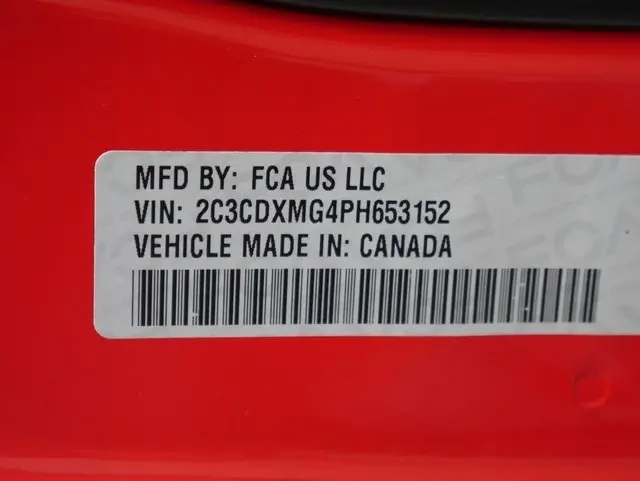 MFD BY: FCA US LLC
VIN: 2C3CDXMG4PH653152
VEHICLE MADE IN: CANADA